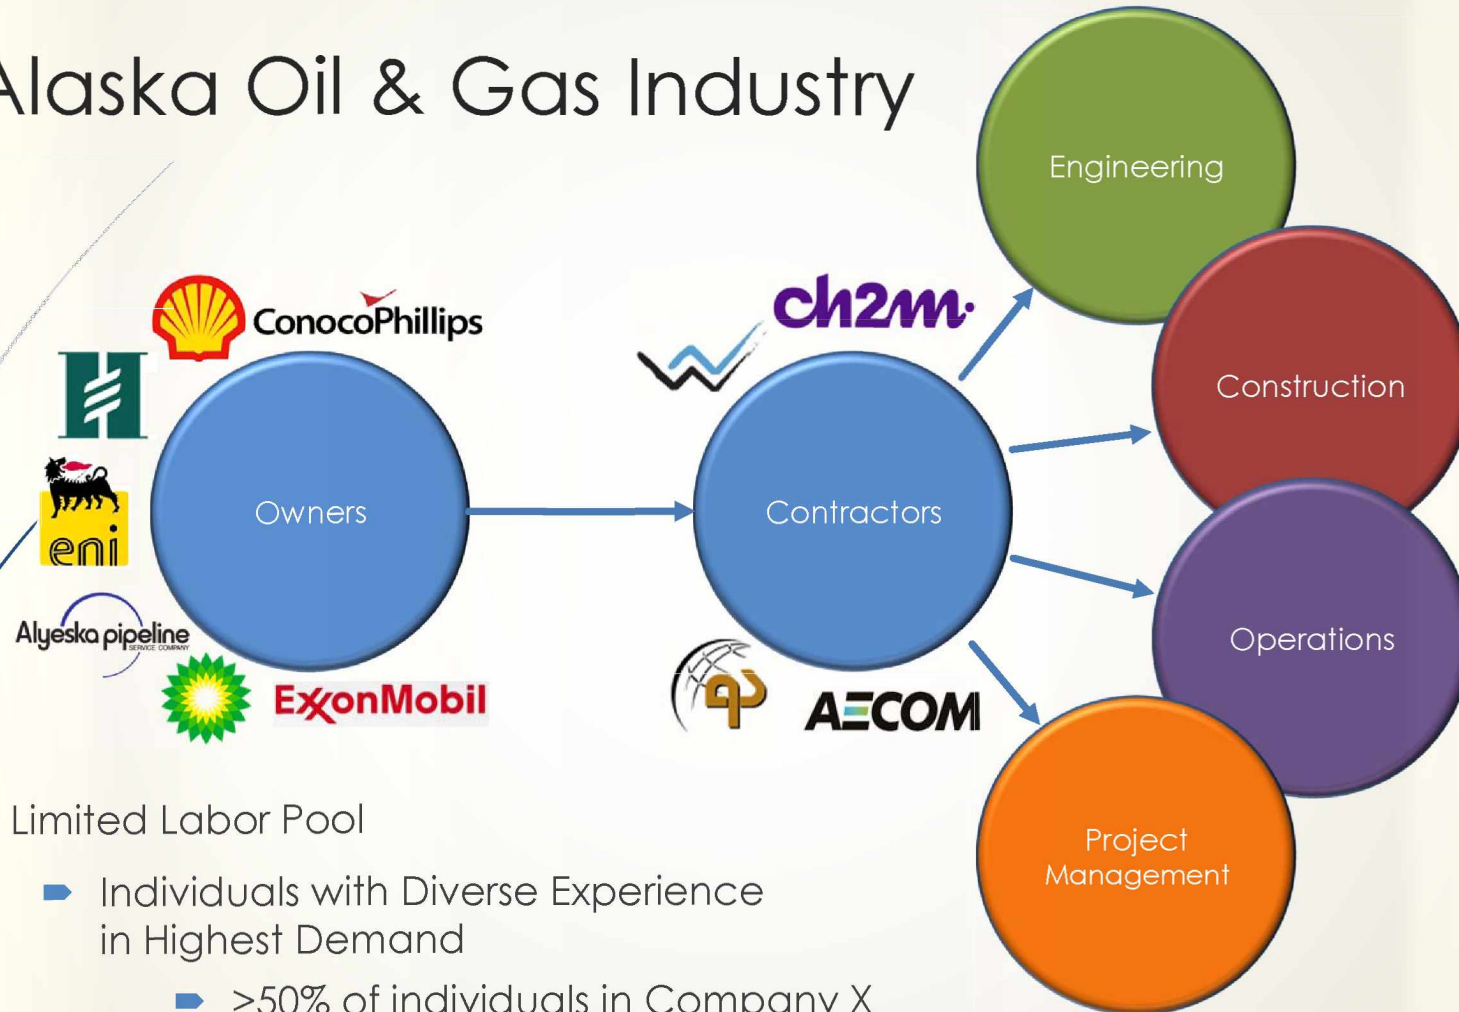 Alaska Oil & Gas Industry
Engineering
ConocoPhillips
ch2m
Construction
eni
Owners
Contractors
Alyeska pipeline
SERVICE COMPANY
Operations
ExxonMobil
AECOM
Limited Labor Pool
Project
Management
Individuals with Diverse Experience
in Highest Demand
>50% of individuals in Company X